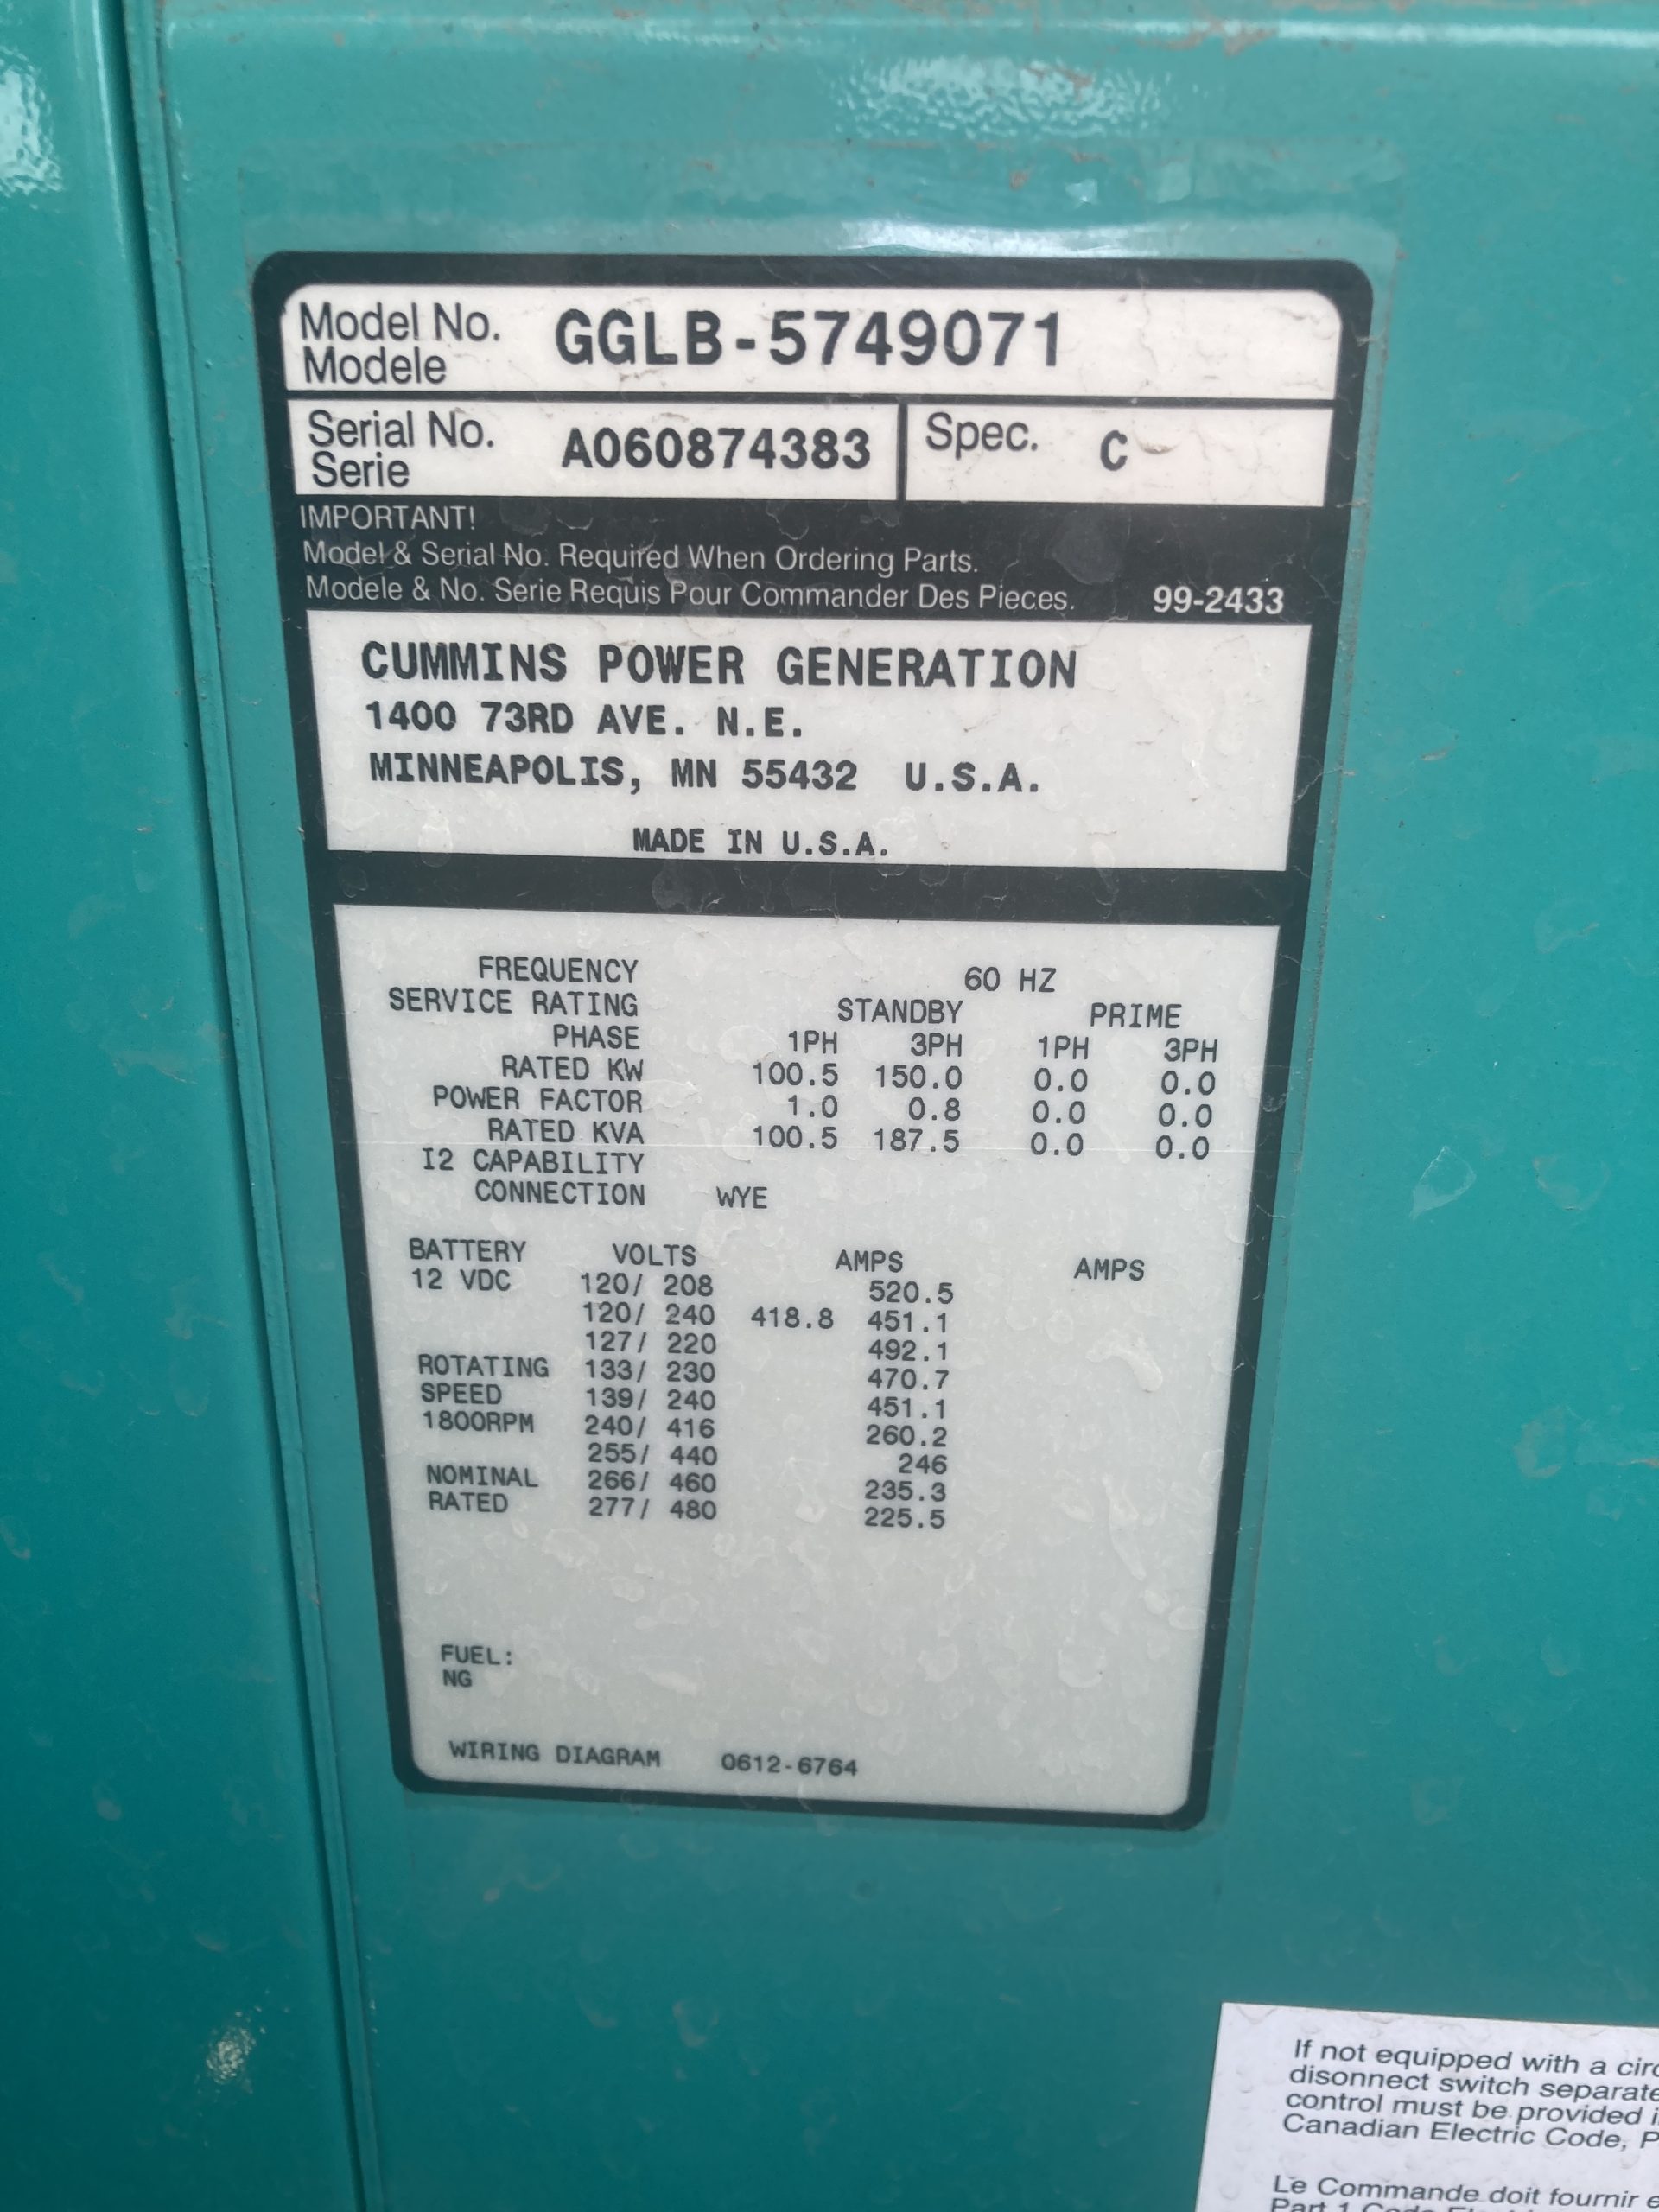 Model No. GGLB-5749071
Modele
Serial No. A060874383 Spec. C
Serie
IMPORTANT!
Model & Serial No. Required When Ordering Parts.
Modele & No. Serie Requis Pour Commander Des Pieces. 99-2433
CUMMINS POWER GENERATION
1400 73RD AVE. N.E.
MINNEAPOLIS, MN 55432 U.S.A.
MADE IN U.S.A.
FREQUENCY 60 HZ
SERVICE RATING STANDBY PRIME
PHASE 1PH 3PH 1PH 3PH
RATED KW 100.5 150.0 0.0 0.0
POWER FACTOR 1.0 0.8 0.0 0.0
RATED KVA 100.5 187.5 0.0 0.0
I2 CAPABILITY
CONNECTION WYE
BATTERY VOLTS AMPS AMPS
12 VDC 120/ 208 520.5
120/ 240 418.8 451.1
127/ 220 492.1
ROTATING 133/ 230 470.7
SPEED 139/ 240 451.1
1800RPM 240/ 416 260.2
255/ 440 246
NOMINAL 266/ 460 235.3
RATED 277/ 480 225.5
FUEL:
NG
WIRING DIAGRAM 0612-6764
If not equipped with a
disonnect switch
control must be provided
Canadian Electric Code,
Le Commande doit fournir
Part 1 Code